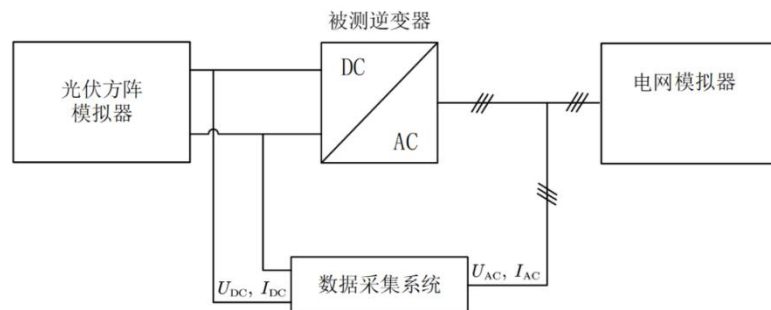 被测逆变器
光伏方阵
模拟器
DC
AC
电网模拟器
U_DC, I_DC
数据采集系统
U_AC, I_AC